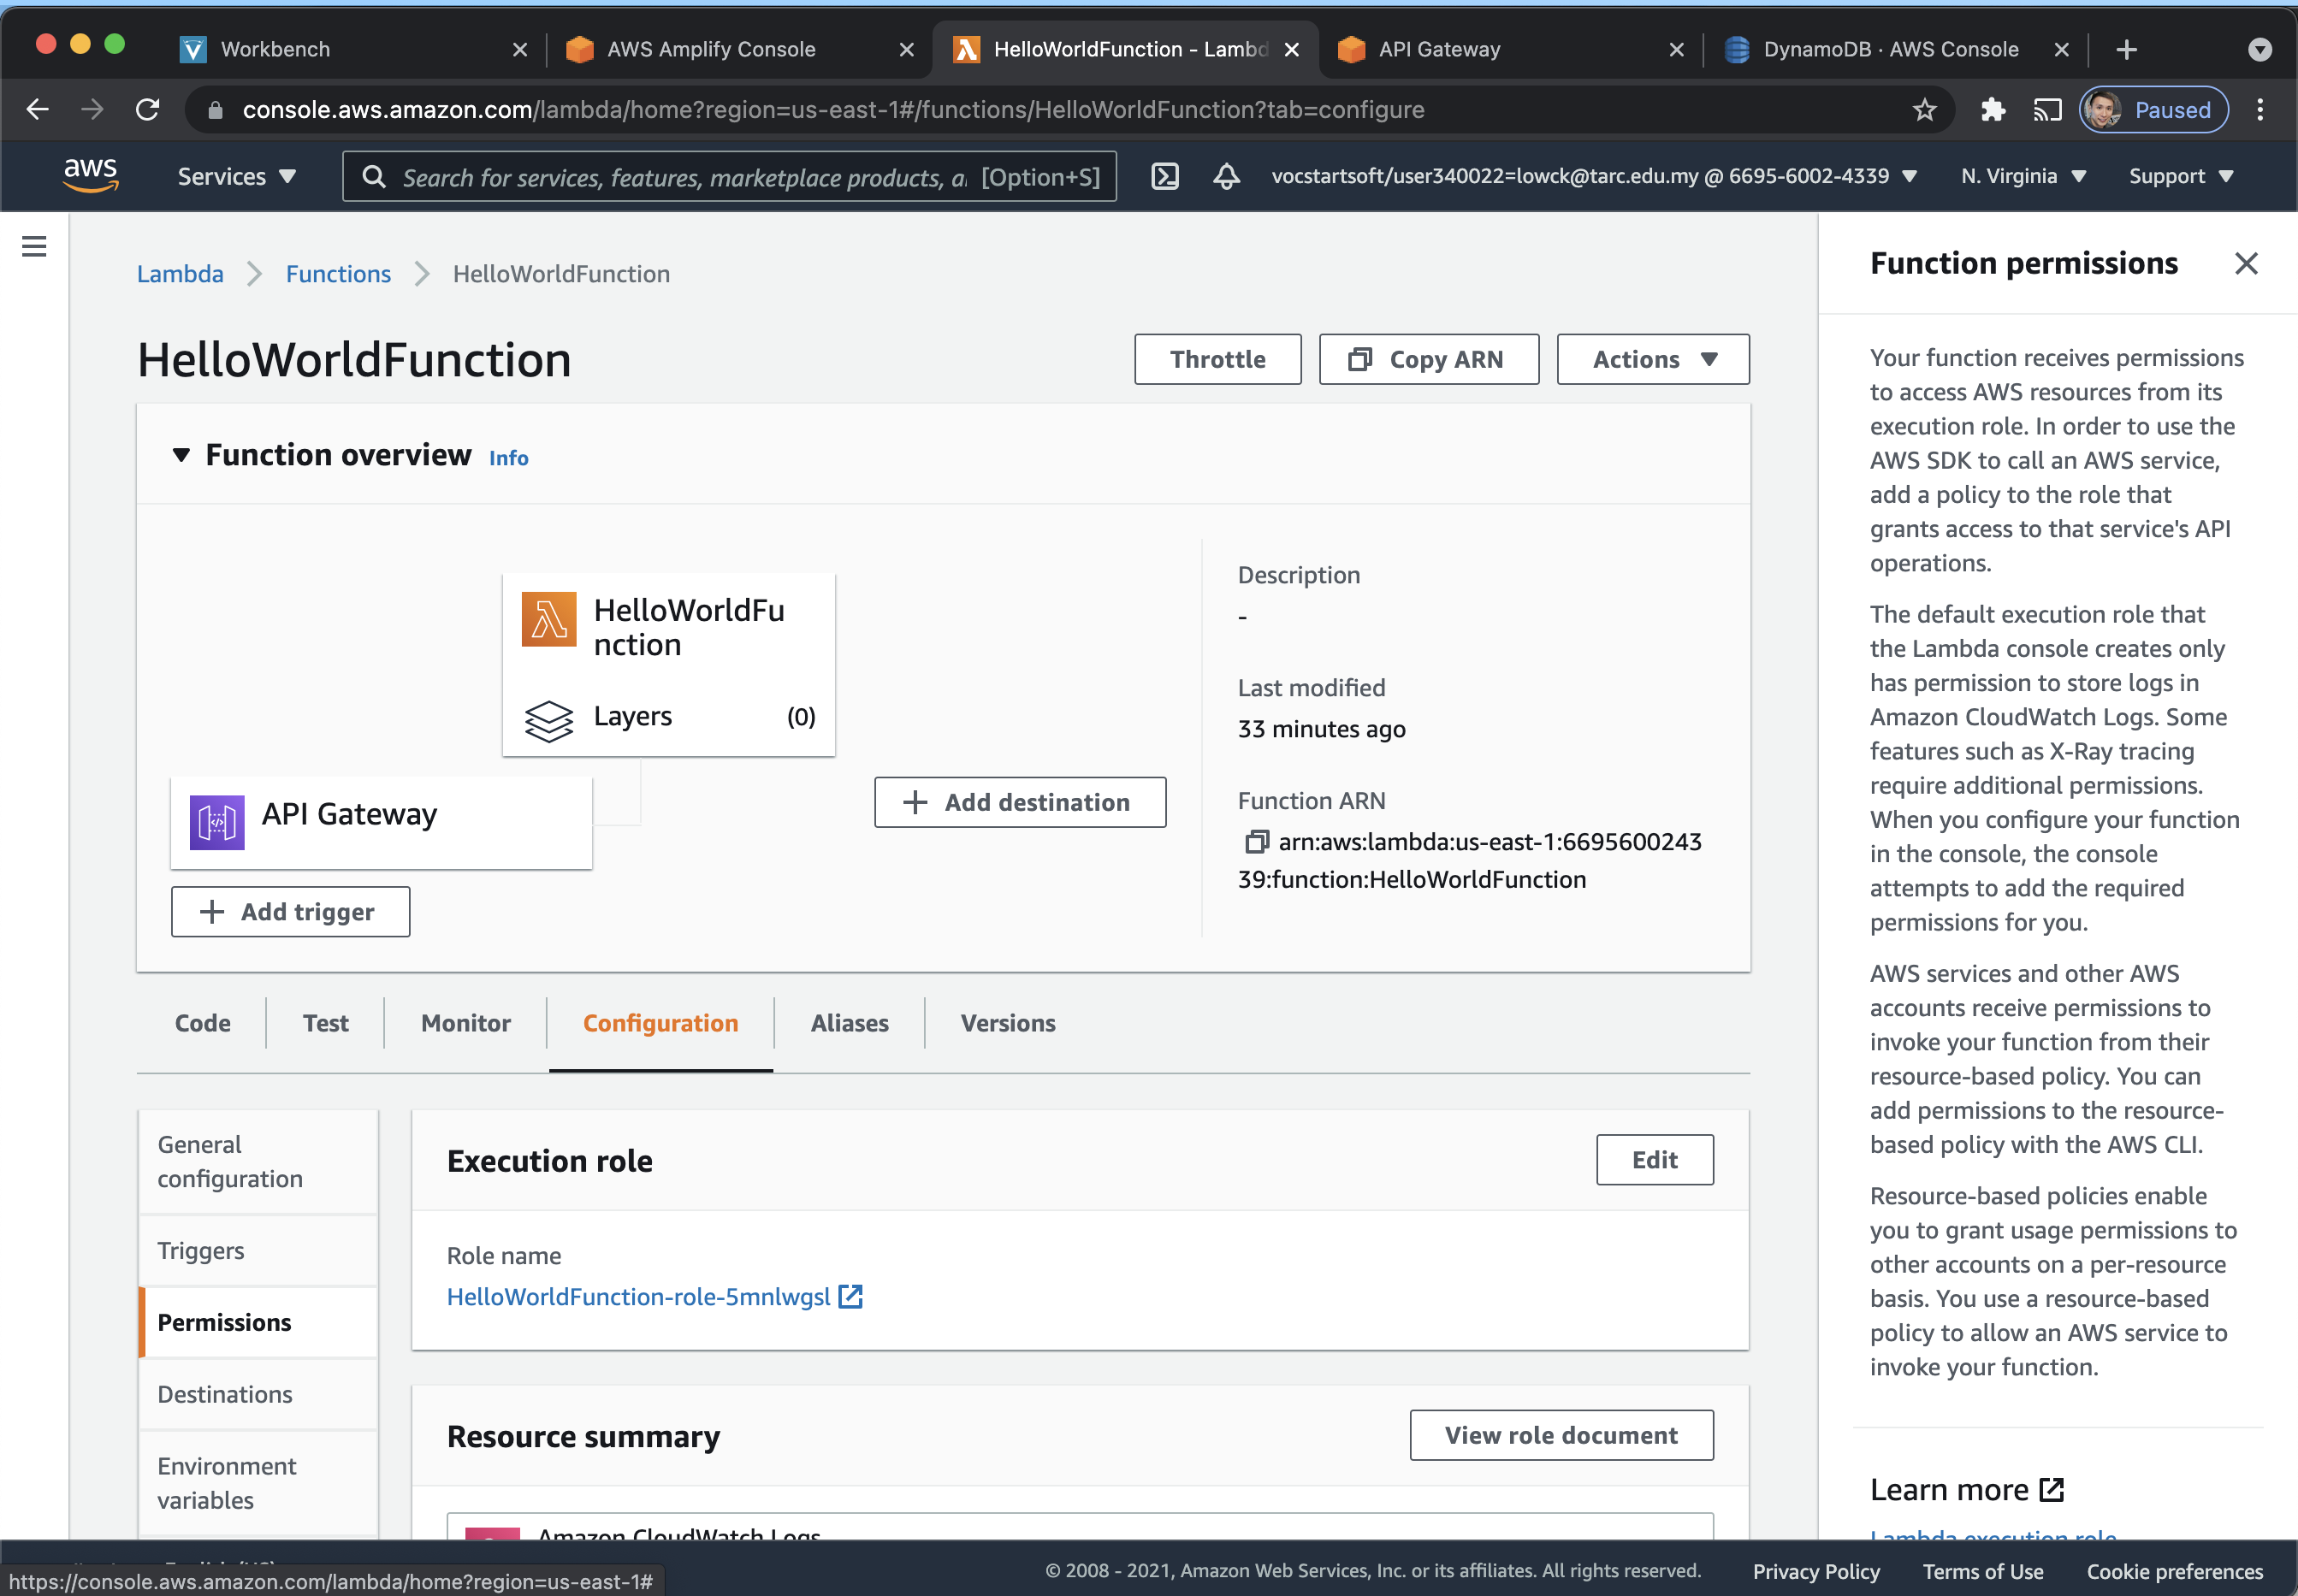 Workbench
AWS Amplify Console
HelloWorldFunction - Lambd
API Gateway
DynamoDB · AWS Console
console.aws.amazon.com/lambda/home?region=us-east-1#/functions/HelloWorldFunction?tab=configure
Paused
aws
Services
Search for services, features, marketplace products, a
[Option+S]
vocstartsoft/user340022=lowck@tarc.edu.my @ 6695-6002-4339
N. Virginia
Support
Lambda
Functions
HelloWorldFunction
HelloWorldFunction
Throttle
Copy ARN
Actions
Function overview
Info
HelloWorldFu
nction
Layers
(0)
API Gateway
Add trigger
Add destination
Description
-
Last modified
33 minutes ago
Function ARN
arn:aws:lambda:us-east-1:6695600243
39:function:HelloWorldFunction
Code
Test
Monitor
Configuration
Aliases
Versions
General
configuration
Triggers
Permissions
Destinations
Environment
variables
Execution role
Edit
Role name
HelloWorldFunction-role-5mnlwgsl
Resource summary
View role document
Amazon CloudWatch Logs
Function permissions
Your function receives permissions
to access AWS resources from its
execution role. In order to use the
AWS SDK to call an AWS service,
add a policy to the role that
grants access to that service's API
operations.
The default execution role that
the Lambda console creates only
has permission to store logs in
Amazon CloudWatch Logs. Some
features such as X-Ray tracing
require additional permissions.
When you configure your function
in the console, the console
attempts to add the required
permissions for you.
AWS services and other AWS
accounts receive permissions to
invoke your function from their
resource-based policy. You can
add permissions to the resource-
based policy with the AWS CLI.
Resource-based policies enable
you to grant usage permissions to
other accounts on a per-resource
basis. You use a resource-based
policy to allow an AWS service to
invoke your function.
Learn more
Lambda execution role
https://console.aws.amazon.com/lambda/home?region=us-east-1#
© 2008 - 2021, Amazon Web Services, Inc. or its affiliates. All rights reserved.
Privacy Policy
Terms of Use
Cookie preferences